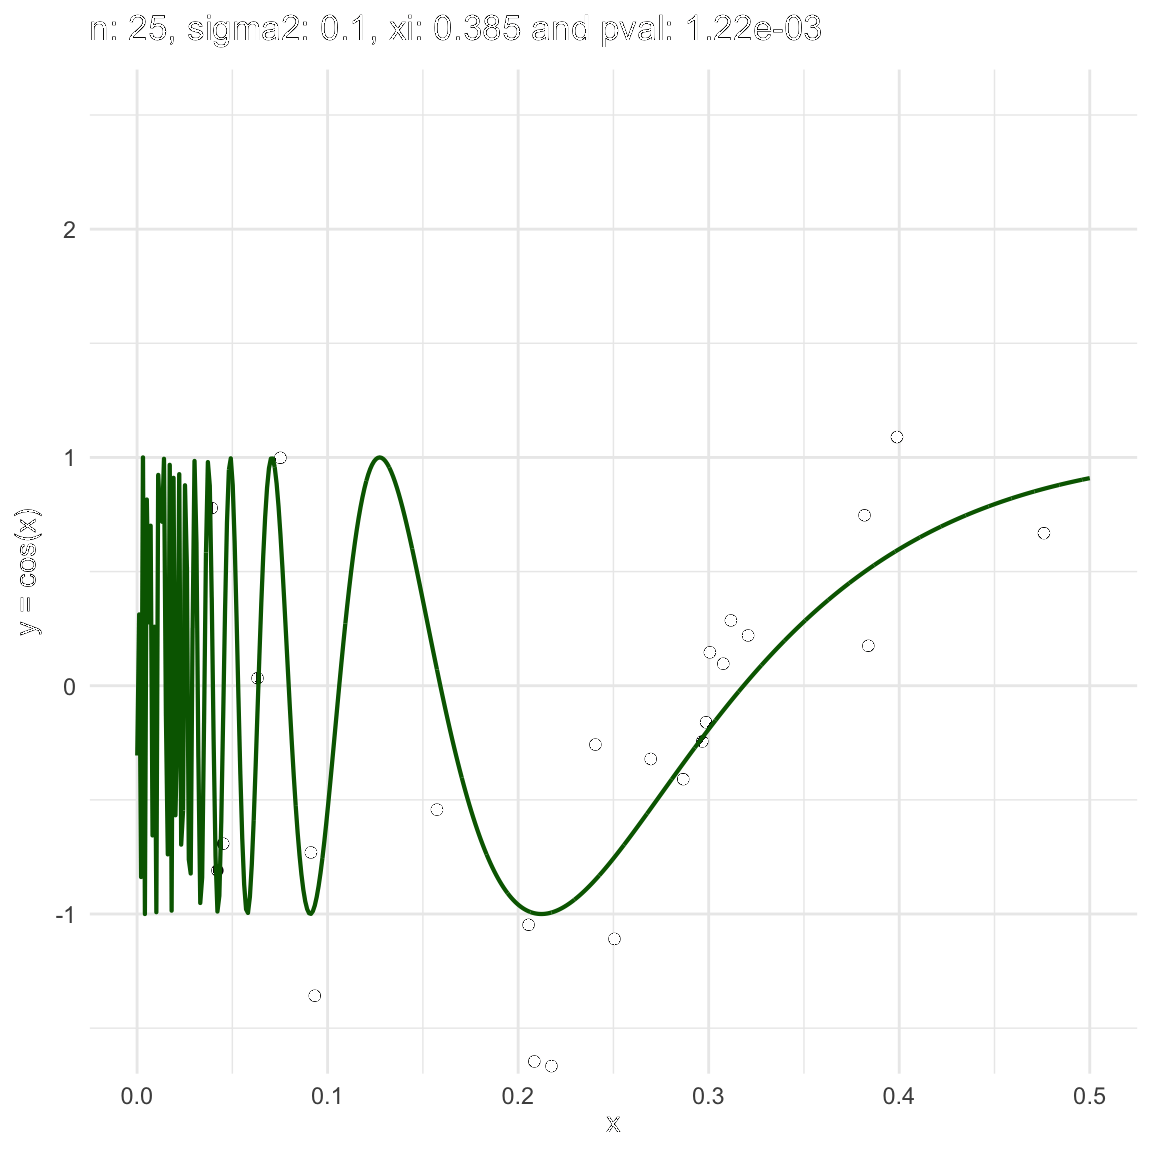 n: 25, sigma2: 0.1, xi: 0.385 and pval: 1.22e-03
y = cos(x)
2
1
0
-1
0.0 0.1 0.2 0.3 0.4 0.5
x